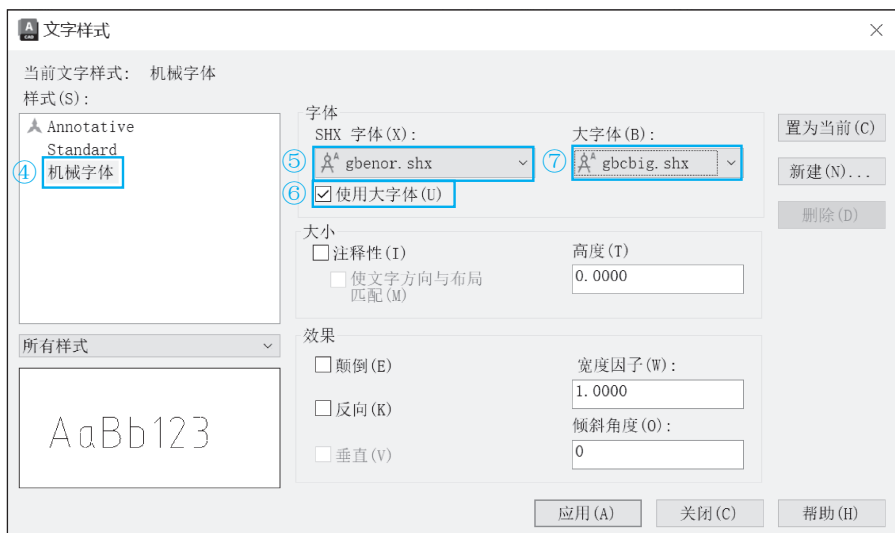 A CAD 文字样式
当前文字样式: 机械字体
样式(S):
Annotative
Standard
④ 机械字体
所有样式
AaBb123
字体
SHX 字体(X):
⑤ gbenor.shx
⑥ 使用大字体(U)
大字体(B):
⑦ gbcbig.shx
大小
注释性(I)
使文字方向与布局
匹配(M)
高度(T)
0.0000
效果
颠倒(E)
反向(K)
垂直(V)
宽度因子(W):
1.0000
倾斜角度(O):
0
置为当前(C)
新建(N)...
删除(D)
应用(A)
关闭(C)
帮助(H)